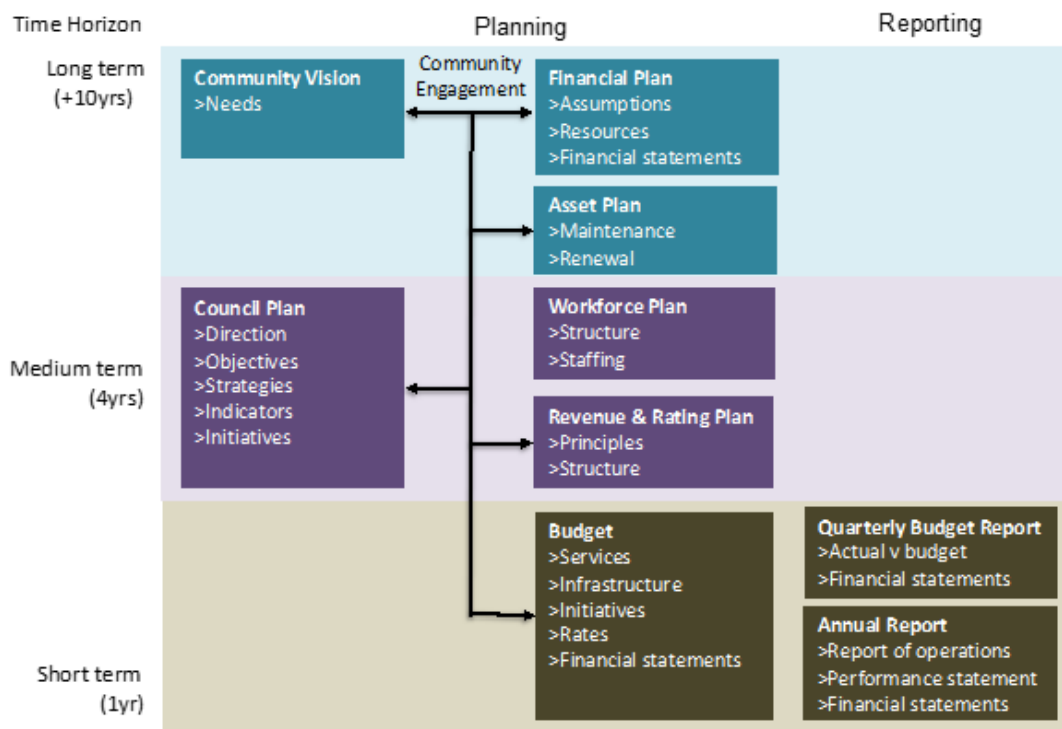 Time Horizon
Planning
Reporting
Long term
(+10yrs)
Community Vision
>Needs
Community
Engagement
Financial Plan
>Assumptions
>Resources
>Financial statements
Asset Plan
>Maintenance
>Renewal
Medium term
(4yrs)
Council Plan
>Direction
>Objectives
>Strategies
>Indicators
>Initiatives
Workforce Plan
>Structure
>Staffing
Revenue & Rating Plan
>Principles
>Structure
Short term
(1yr)
Budget
>Services
>Infrastructure
>Initiatives
>Rates
>Financial statements
Quarterly Budget Report
>Actual v budget
>Financial statements
Annual Report
>Report of operations
>Performance statement
>Financial statements